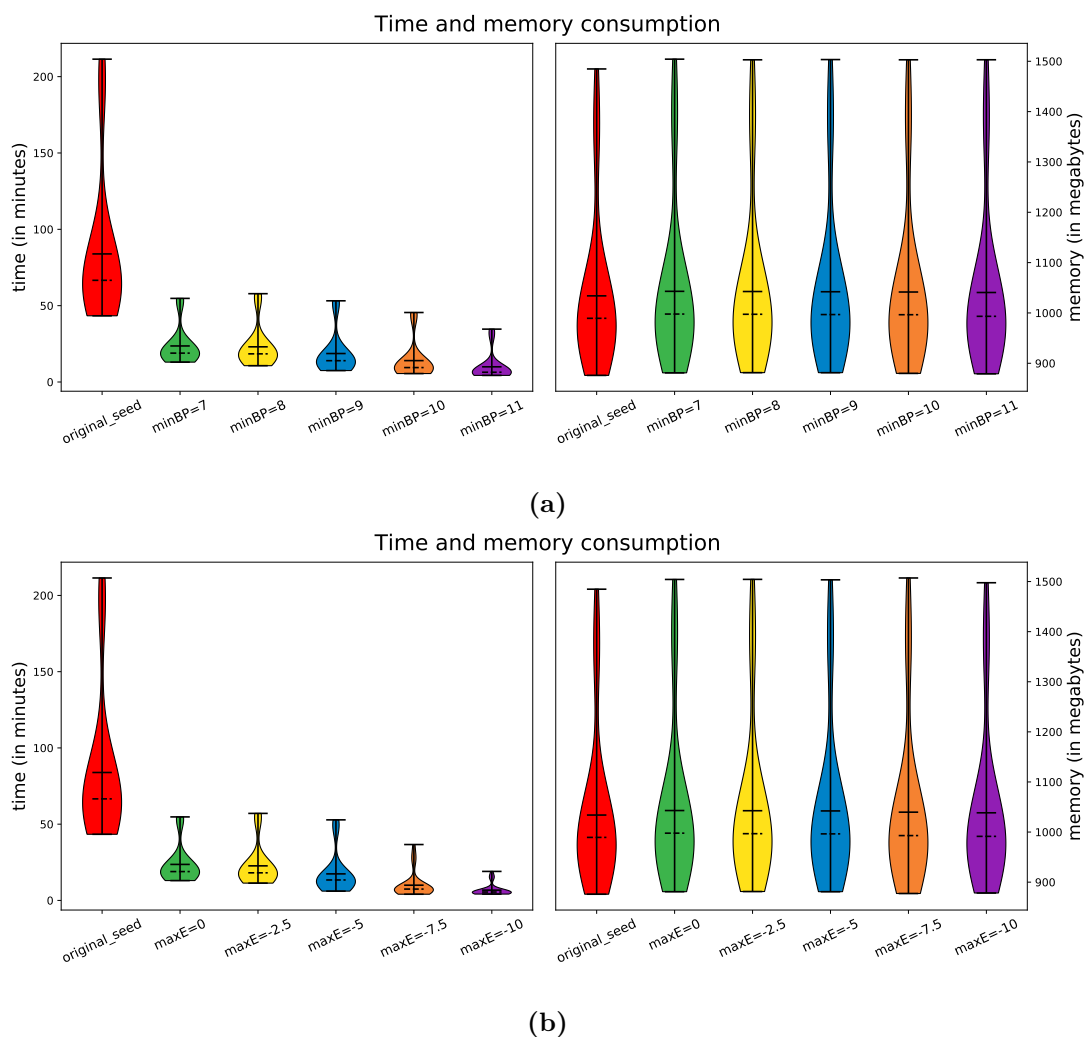 Time and memory consumption
time (in minutes)
200
150
100
50
0
original_seed
minBP=7
minBP=8
minBP=9
minBP=10
minBP=11
1500
1400
1300
1200
1100
1000
900
memory (in megabytes)
original_seed
minBP=7
minBP=8
minBP=9
minBP=10
minBP=11
(a)
Time and memory consumption
time (in minutes)
200
150
100
50
0
original_seed
maxE=0
maxE=-2.5
maxE=-5
maxE=-7.5
maxE=-10
1500
1400
1300
1200
1100
1000
900
memory (in megabytes)
original_seed
maxE=0
maxE=-2.5
maxE=-5
maxE=-7.5
maxE=-10
(b)